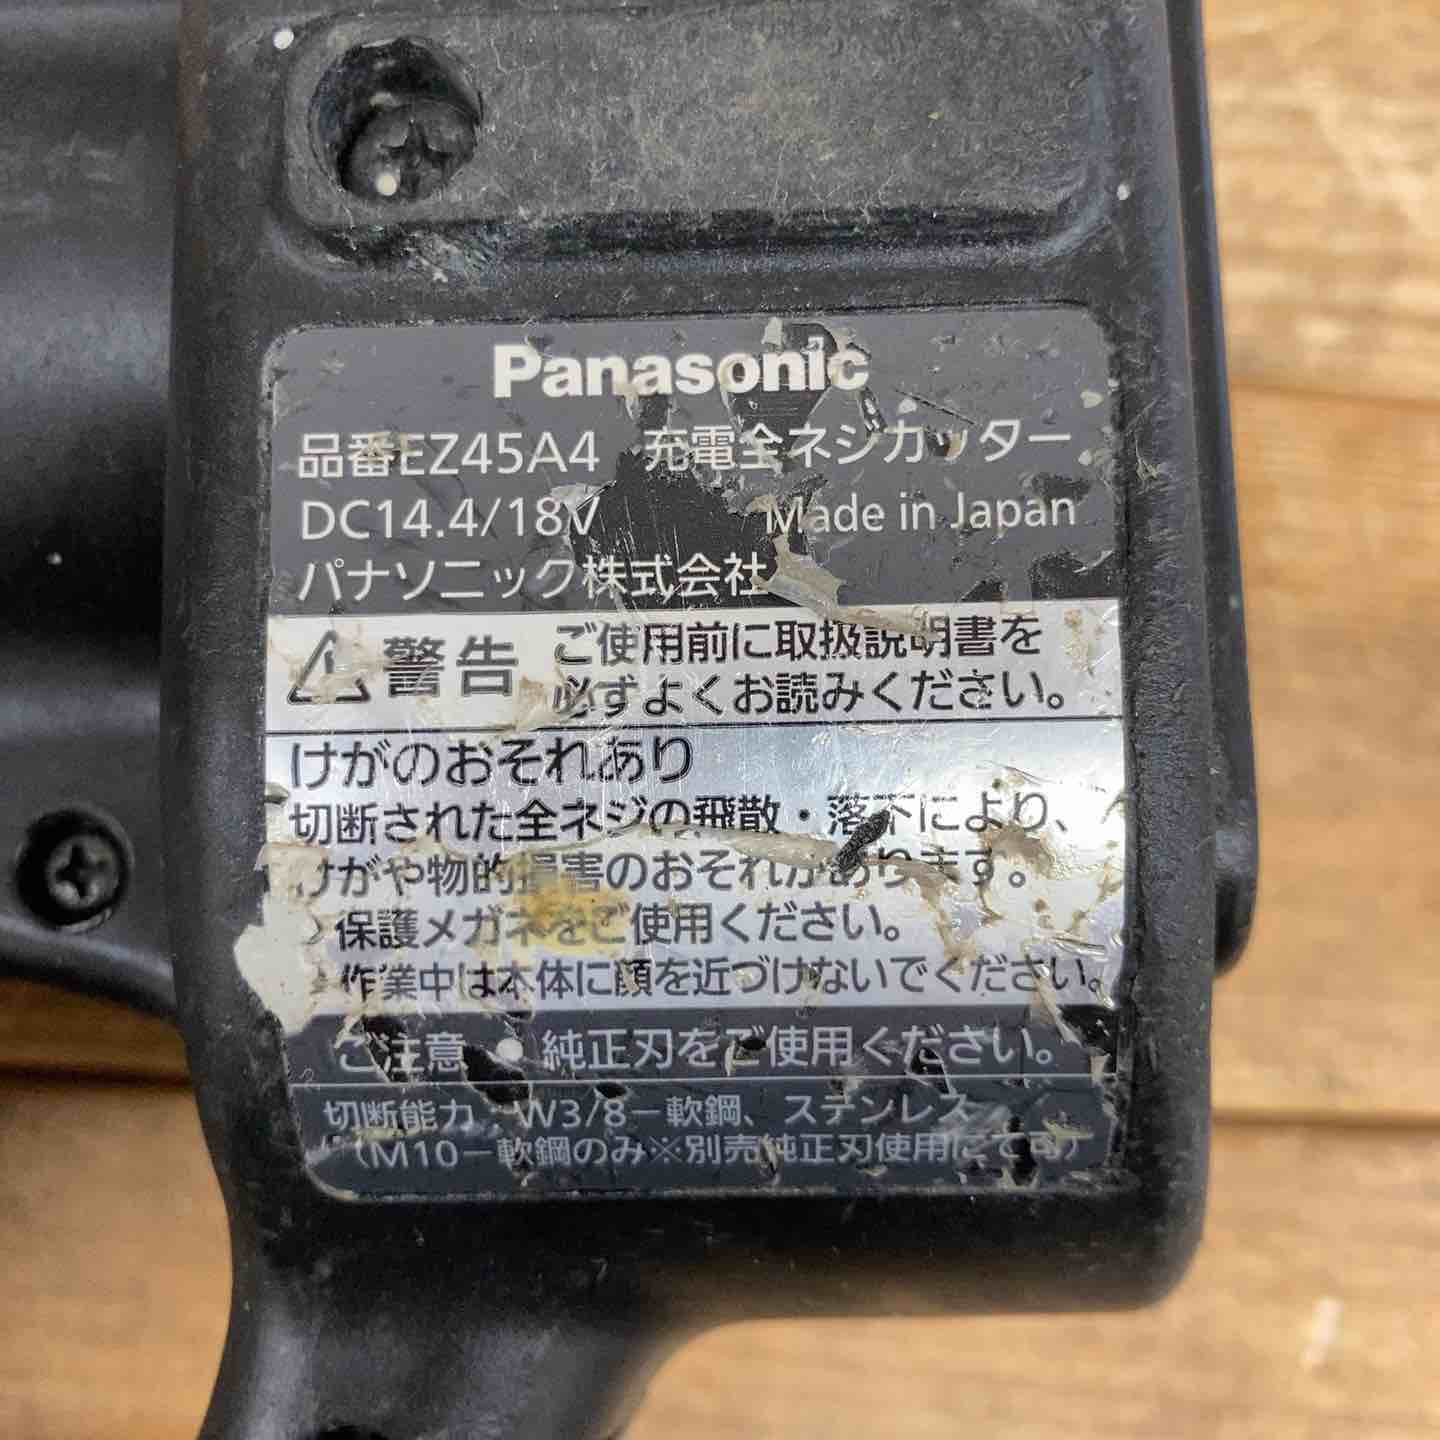 Panasonic
品番EZ45A4 充電全ネジカッター
DC14.4/18V Made in Japan
パナソニック株式会社
警告 ご使用前に取扱説明書を
必ずよくお読みください。
けがのおそれあり
切断された全ネジの飛散・落下により、
けがや物的損害のおそれがあります。
保護メガネをご使用ください。
作業中は本体に顔を近づけないでください。
ご注意 ● 純正刃をご使用ください。
切断能力：W3/8－軟鋼、ステンレス
（M10－軟鋼のみ※別売純正刃使用にて可）